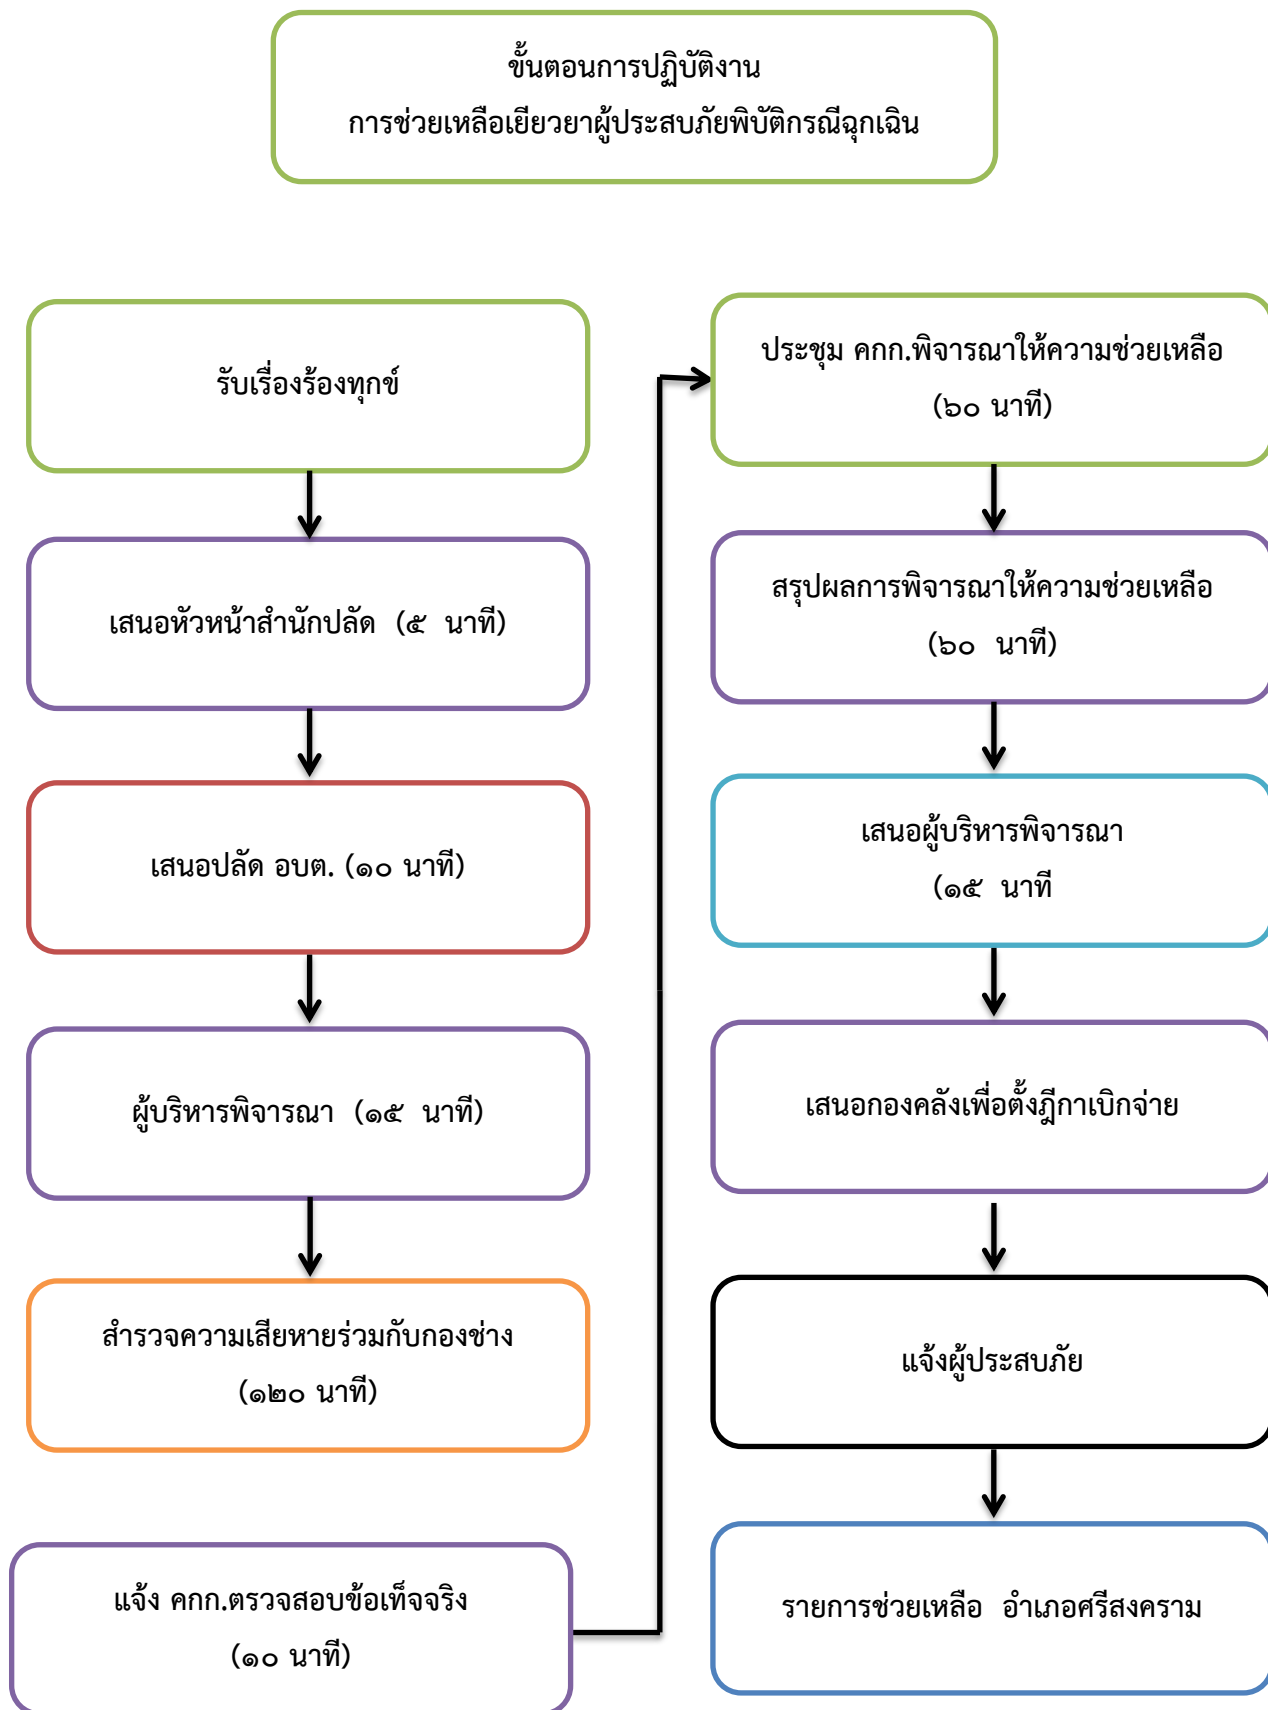 ขั้นตอนการปฏิบัติงาน
การช่วยเหลือเยียวยาผู้ประสบภัยพิบัติกรณีฉุกเฉิน
รับเรื่องร้องทุกข์
เสนอหัวหน้าสำนักปลัด (๕ นาที)
เสนอปลัด อบต. (๑๐ นาที)
ผู้บริหารพิจารณา (๑๕ นาที)
สำรวจความเสียหายร่วมกับกองช่าง
(๑๒๐ นาที)
แจ้ง คกก.ตรวจสอบข้อเท็จจริง
(๑๐ นาที)
ประชุม คกก.พิจารณาให้ความช่วยเหลือ
(๖๐ นาที)
สรุปผลการพิจารณาให้ความช่วยเหลือ
(๖๐ นาที)
เสนอผู้บริหารพิจารณา
(๑๕ นาที
เสนอกองคลังเพื่อตั้งฎีกาเบิกจ่าย
แจ้งผู้ประสบภัย
รายการช่วยเหลือ อำเภอศรีสงคราม